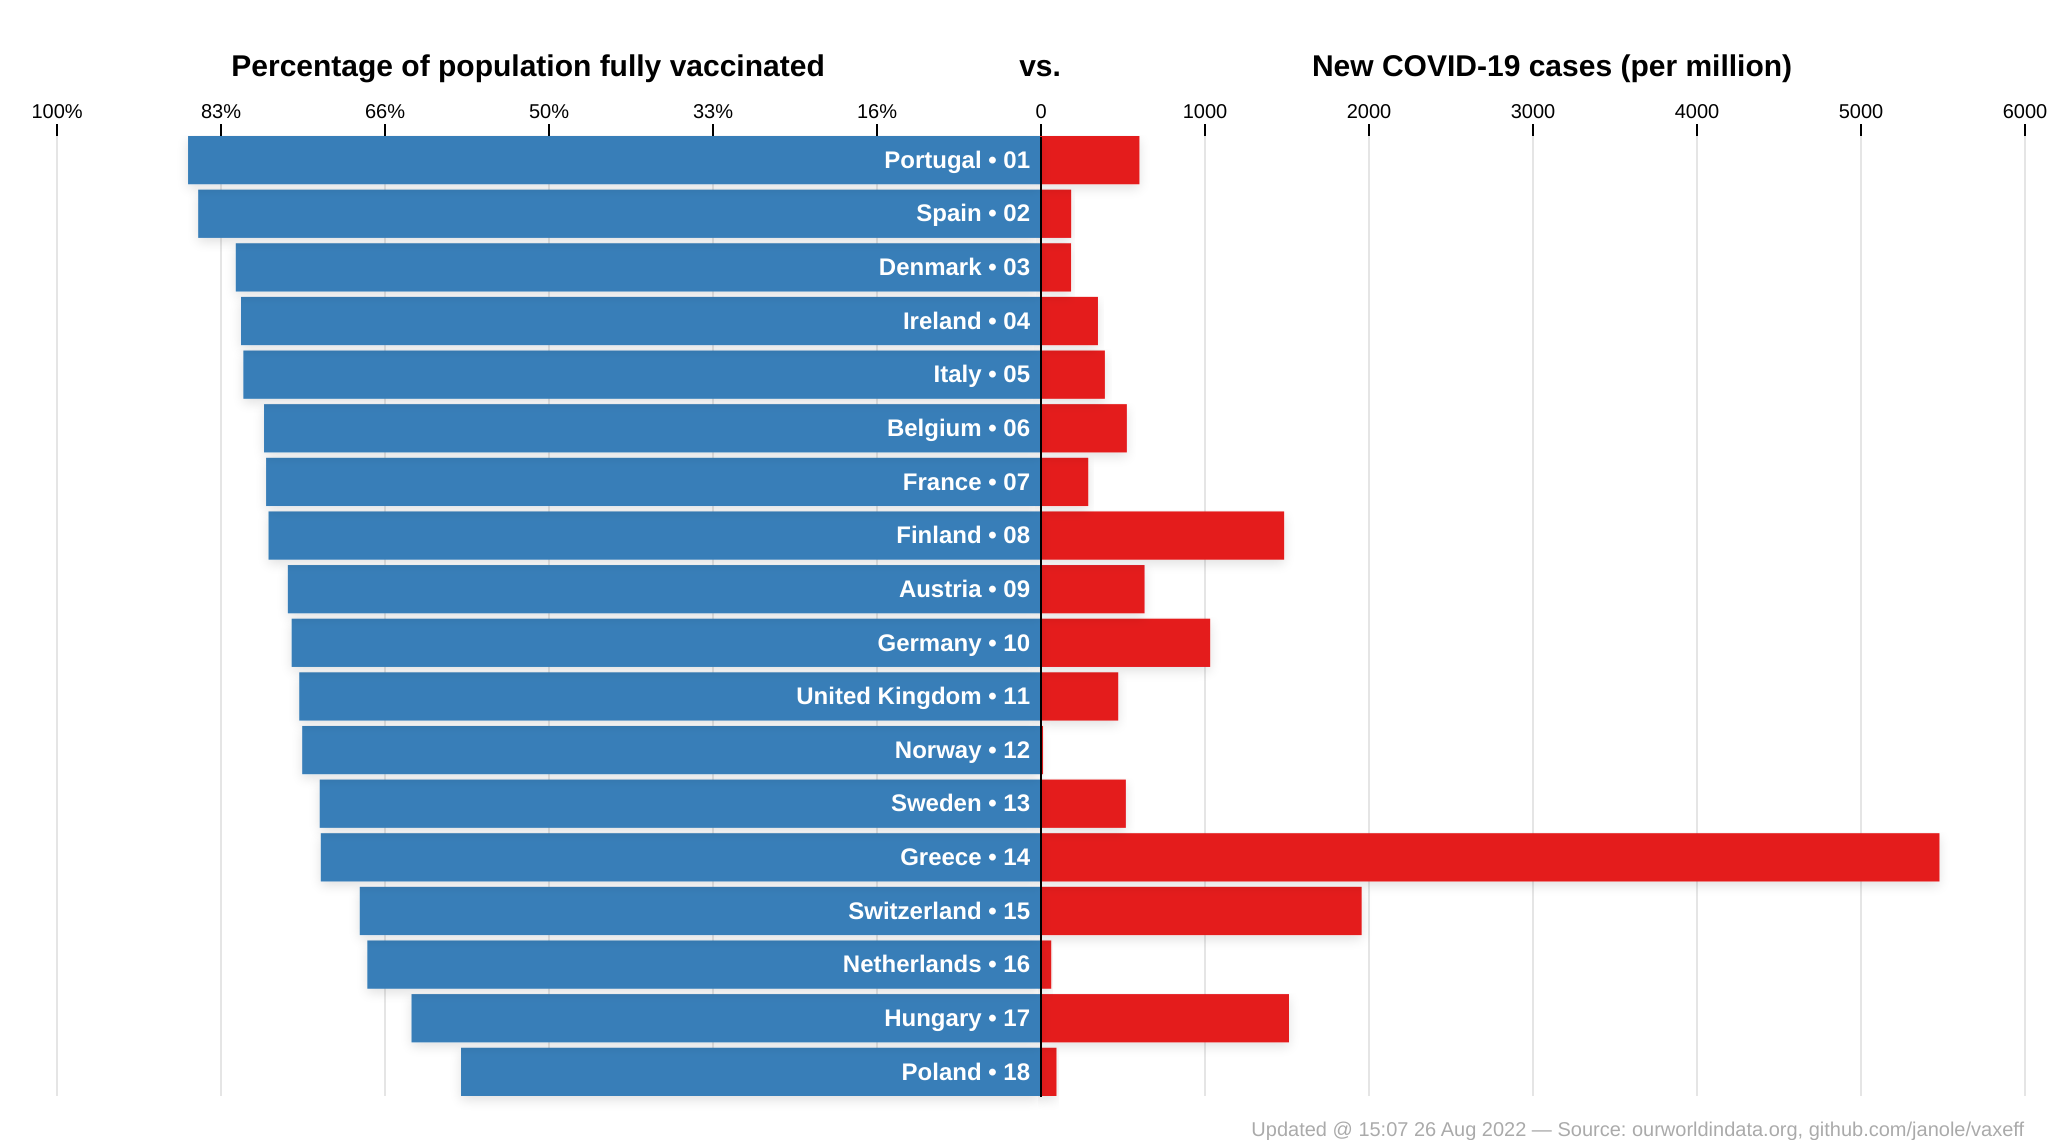 Percentage of population fully vaccinated vs. New COVID-19 cases (per million)
100% 83% 66% 50% 33% 16% 0 1000 2000 3000 4000 5000 6000
Portugal • 01
Spain • 02
Denmark • 03
Ireland • 04
Italy • 05
Belgium • 06
France • 07
Finland • 08
Austria • 09
Germany • 10
United Kingdom • 11
Norway • 12
Sweden • 13
Greece • 14
Switzerland • 15
Netherlands • 16
Hungary • 17
Poland • 18
Updated @ 15:07 26 Aug 2022 — Source: ourworldindata.org, github.com/janole/vaxeff